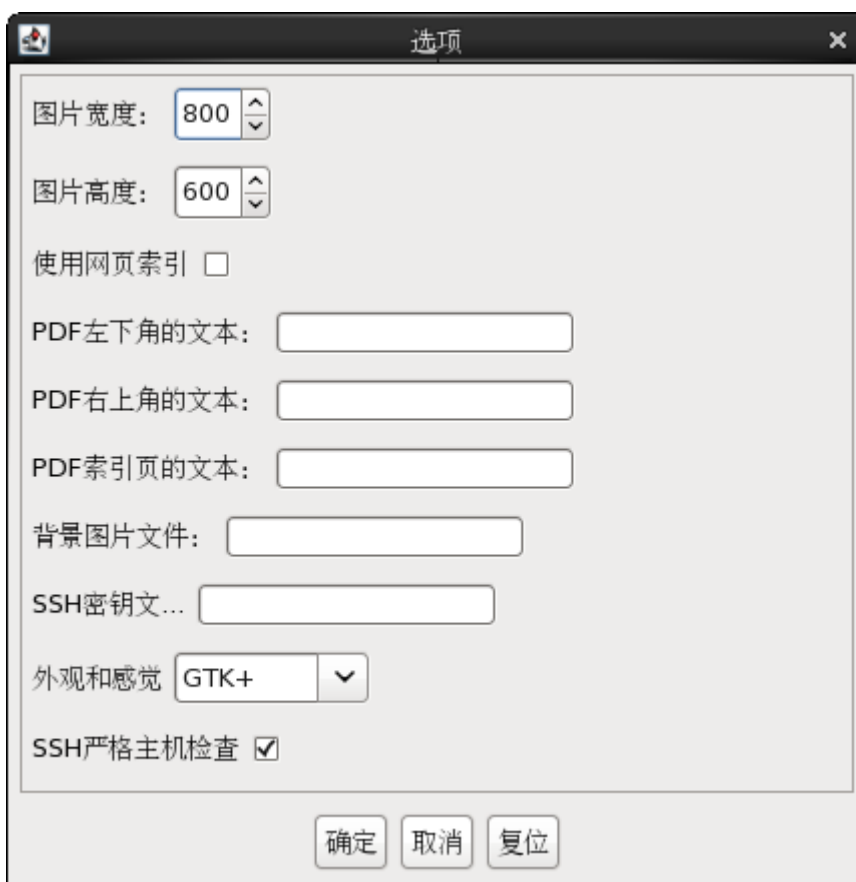 选项
图片宽度： 800
图片高度： 600
使用网页索引
PDF左下角的文本：
PDF右上角的文本：
PDF索引页的文本：
背景图片文件：
SSH密钥文...
外观和感觉 GTK+
SSH严格主机检查
确定 取消 复位